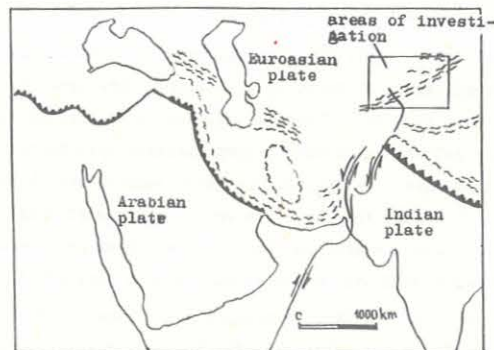 areas of investi-
gation
Euroasian
plate
Arabian
plate
Indian
plate
c 1000 km